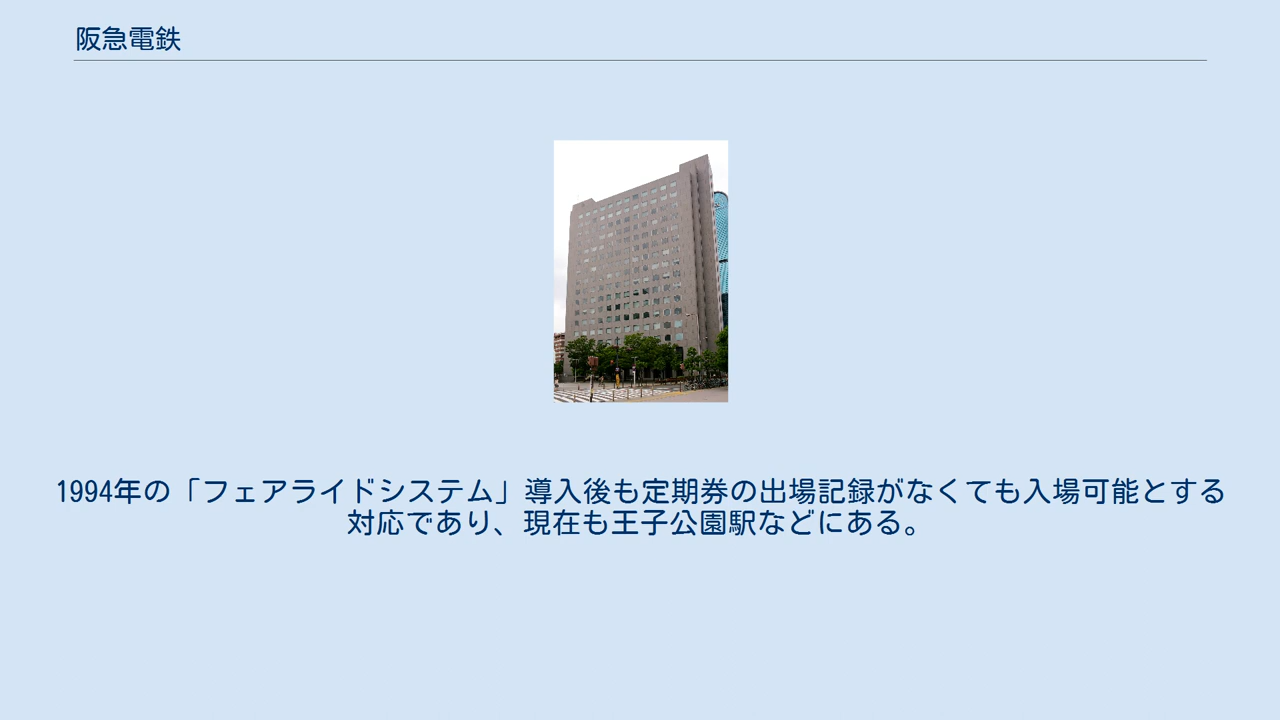 阪急電鉄
1994年の「フェアライドシステム」導入後も定期券の出場記録がなくても入場可能とする
対応であり、現在も王子公園駅などにある。